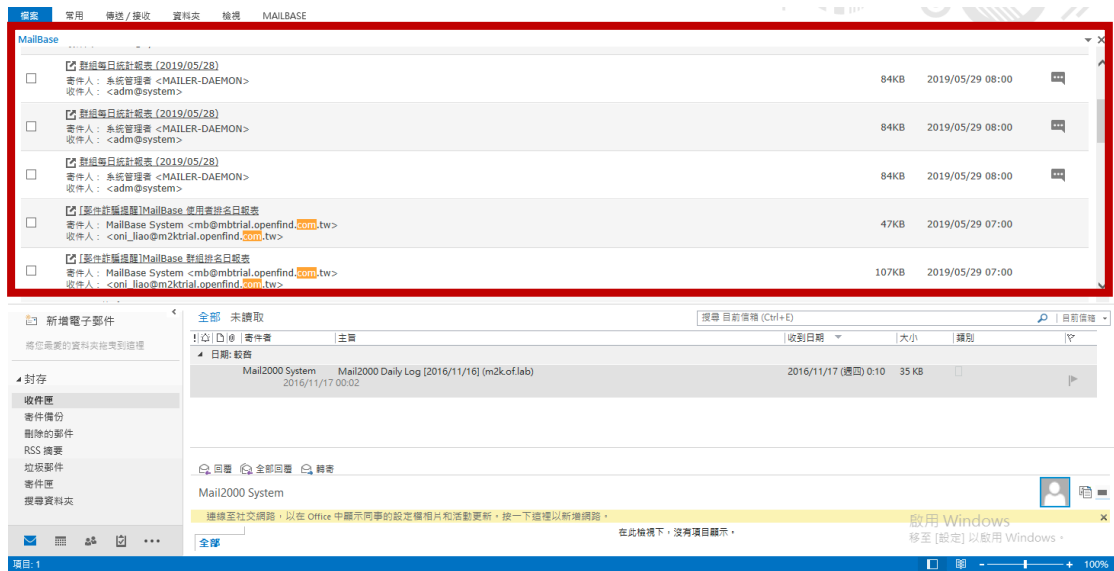 檔案 常用 傳送 / 接收 資料夾 檢視 MAILBASE
MailBase
群組每日統計報表 (2019/05/28)
寄件人： 系統管理者 <MAILER-DAEMON>
收件人： <adm@system>
84KB 2019/05/29 08:00
群組每日統計報表 (2019/05/28)
寄件人： 系統管理者 <MAILER-DAEMON>
收件人： <adm@system>
84KB 2019/05/29 08:00
群組每日統計報表 (2019/05/28)
寄件人： 系統管理者 <MAILER-DAEMON>
收件人： <adm@system>
84KB 2019/05/29 08:00
[郵件詐騙提醒]MailBase 使用者排名日報表
寄件人： MailBase System <mb@mbtrial.openfind.com.tw>
收件人： <oni_liao@m2ktrial.openfind.com.tw>
47KB 2019/05/29 07:00
[郵件詐騙提醒]MailBase 群組排名日報表
寄件人： MailBase System <mb@mbtrial.openfind.com.tw>
收件人： <oni_liao@m2ktrial.openfind.com.tw>
107KB 2019/05/29 07:00
新增電子郵件
將您最愛的資料夾拖曳到這裡
封存
收件匣
寄件備份
刪除的郵件
RSS 摘要
垃圾郵件
寄件匣
搜尋資料夾
全部 未讀取
搜尋 目前信箱 (Ctrl+E) 目前信箱
寄件者 主旨 收到日期 大小 類別
日期: 較舊
Mail2000 System Mail2000 Daily Log [2016/11/16] (m2k.of.lab) 2016/11/17 (週四) 0:10 35 KB
2016/11/17 00:02
回覆 全部回覆 轉寄
Mail2000 System
連線至社交網路，以在 Office 中顯示同事的設定檔相片和活動更新。按一下這裡以新增網路。
全部
在此檢視下，沒有項目顯示。
啟用 Windows
移至 [設定] 以啟用 Windows。
項目: 1
100%